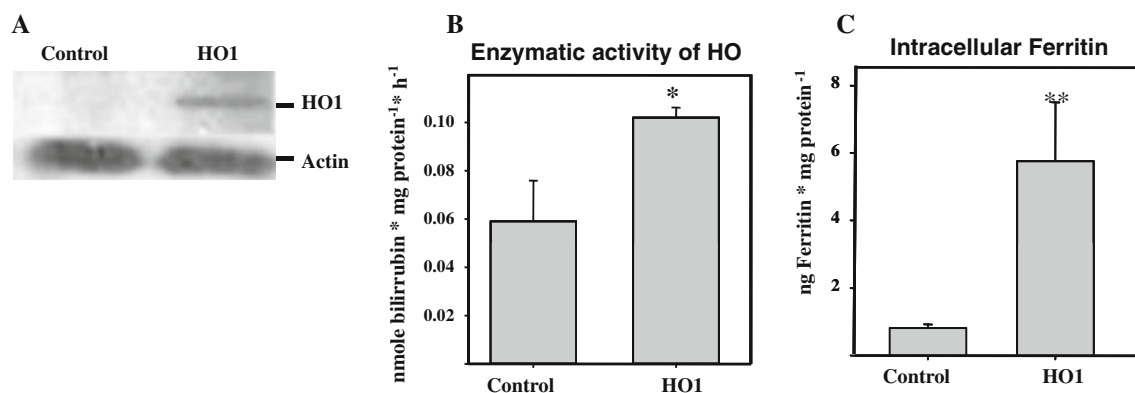 A
Control HO1
HO1
Actin
B
Enzymatic activity of HO
nmole bilirrubin * mg protein⁻¹* h⁻¹
0.10
0.08
0.06
0.04
0.02
*
Control HO1
C
Intracellular Ferritin
ng Ferritin * mg protein⁻¹
8
6
4
2
**
Control HO1